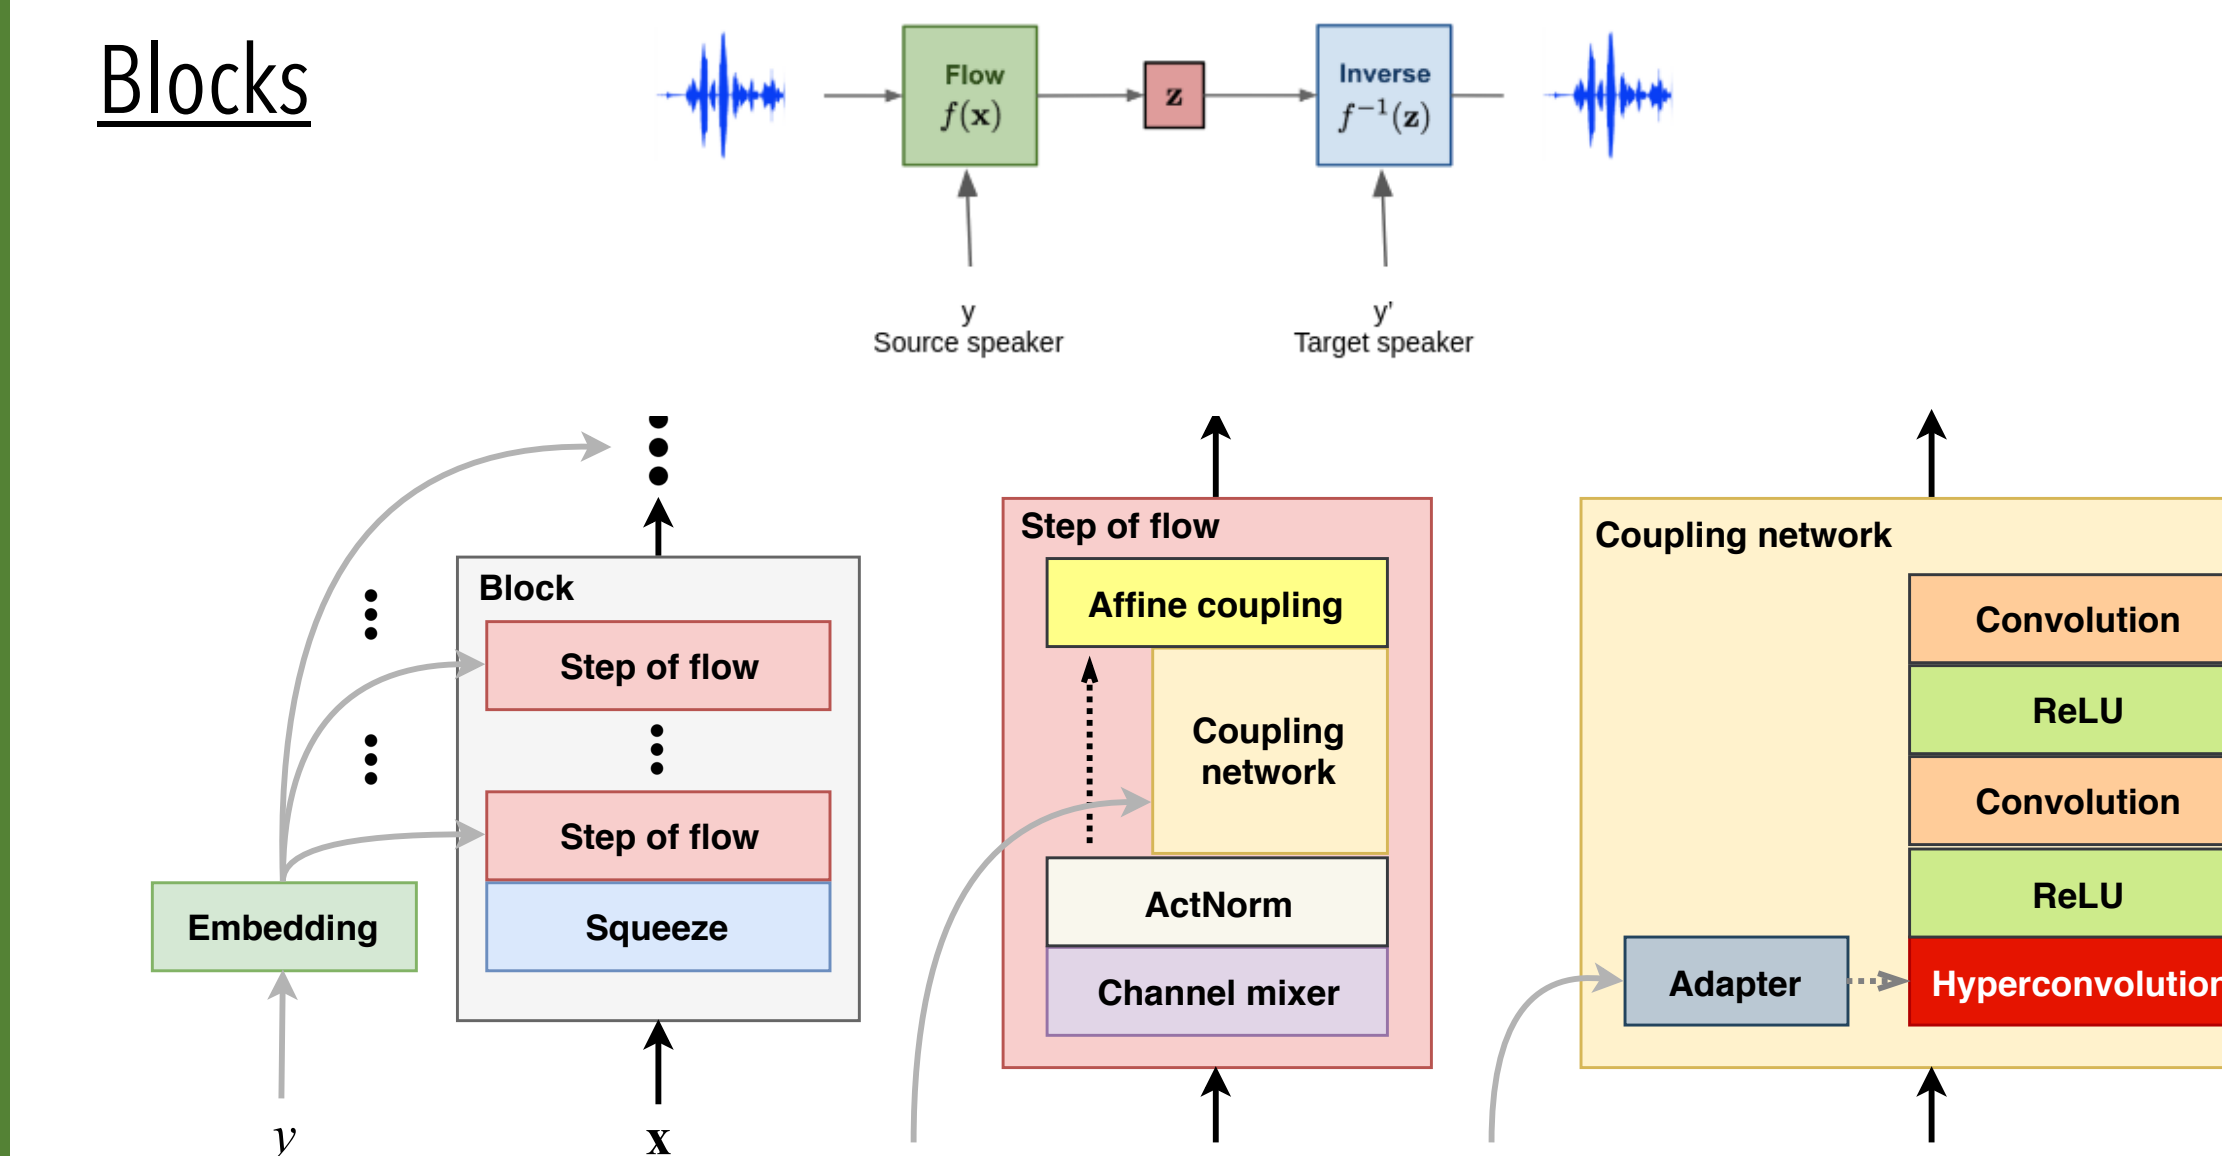 Blocks
Flow
f(x)
z
Inverse
f⁻¹(z)
y
Source speaker
y'
Target speaker
Block
Step of flow
Step of flow
Squeeze
Embedding
y
x
Step of flow
Affine coupling
Coupling
network
ActNorm
Channel mixer
Coupling network
Convolution
ReLU
Convolution
ReLU
Adapter
Hyperconvolution